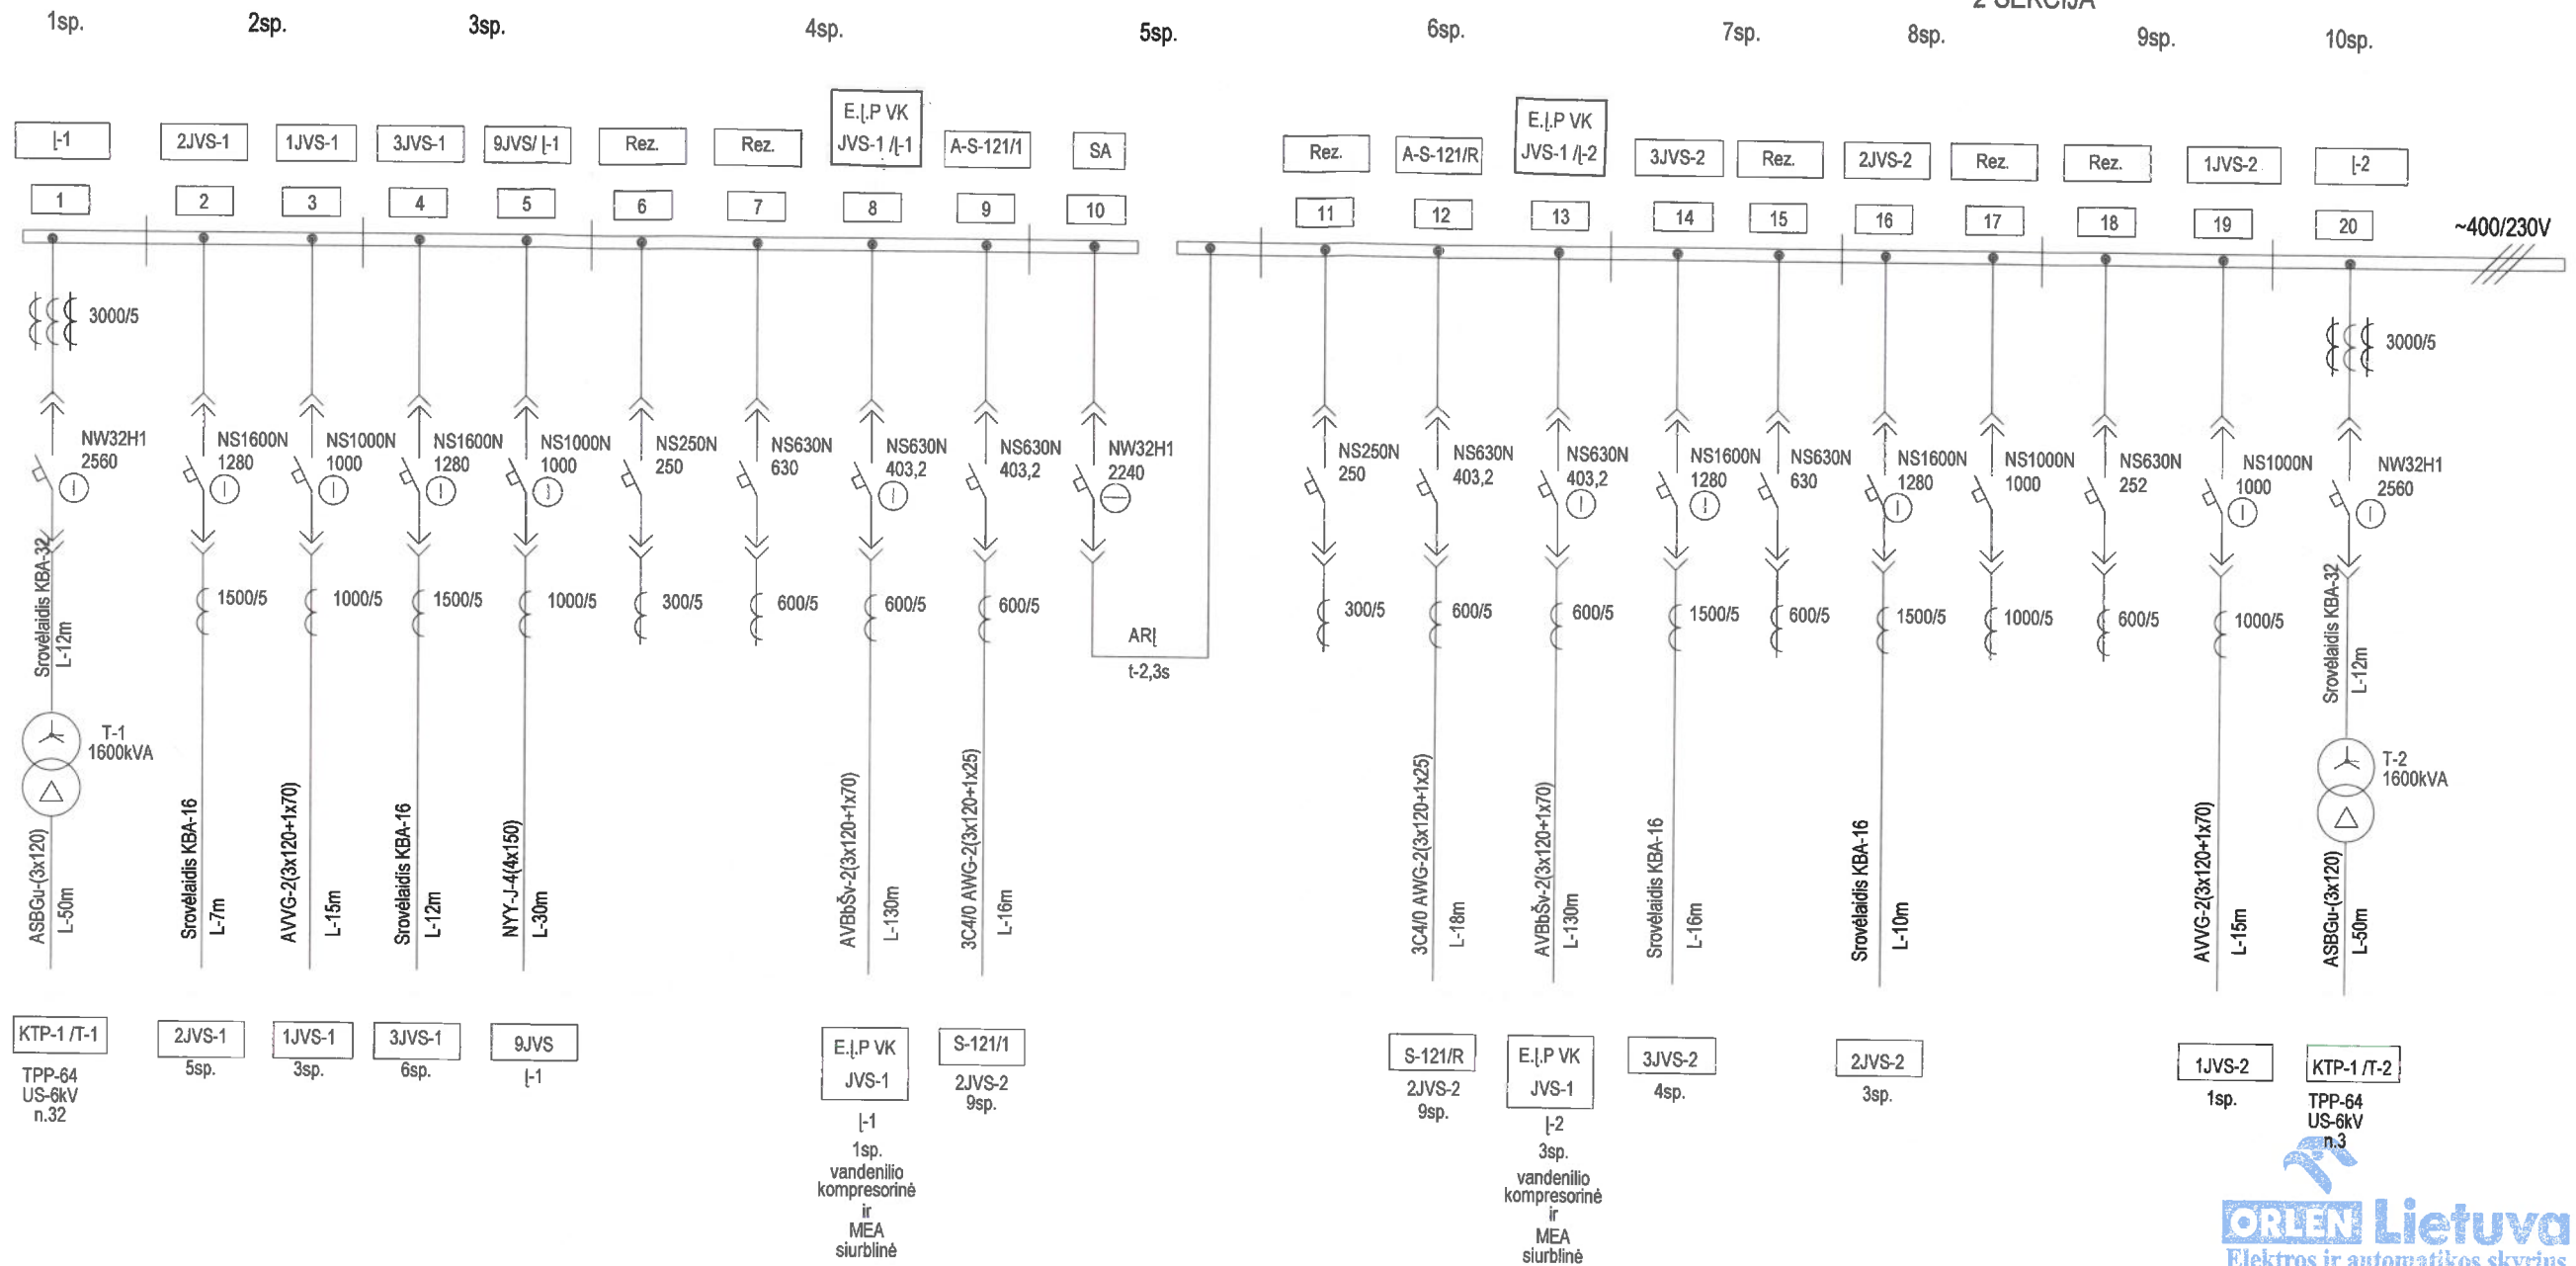 2 SEKCIJA
1sp.
2sp.
3sp.
4sp.
5sp.
6sp.
7sp.
8sp.
9sp.
10sp.
Į-1
2JVS-1
1JVS-1
3JVS-1
9JVS/ Į-1
Rez.
Rez.
E.Į.P VK
JVS-1 /Į-1
A-S-121/1
SA
Rez.
A-S-121/R
E.Į.P VK
JVS-1 /Į-2
3JVS-2
Rez.
2JVS-2
Rez.
Rez.
1JVS-2
Į-2
1
2
3
4
5
6
7
8
9
10
11
12
13
14
15
16
17
18
19
20
~400/230V
3000/5
3000/5
NW32H1
2560
NS1600N
1280
NS1000N
1000
NS1600N
1280
NS1000N
1000
NS250N
250
NS630N
630
NS630N
403,2
NS630N
403,2
NW32H1
2240
NS250N
250
NS630N
403,2
NS630N
403,2
NS1600N
1280
NS630N
630
NS1600N
1280
NS1000N
1000
NS630N
252
NS1000N
1000
NW32H1
2560
1500/5
1000/5
1500/5
1000/5
300/5
600/5
600/5
600/5
300/5
600/5
600/5
1500/5
600/5
1500/5
1000/5
600/5
1000/5
ARĮ
t-2,3s
Srovėlaidis KBA-32
L-12m
Srovėlaidis KBA-32
L-12m
T-1
1600kVA
T-2
1600kVA
ASBGu-(3x120)
L-50m
Srovėlaidis KBA-16
L-7m
AVVG-2(3x120+1x70)
L-15m
Srovėlaidis KBA-16
L-12m
NYY-J-4(4x150)
L-30m
AVBbŠv-2(3x120+1x70)
L-130m
3C4/0 AWG-2(3x120+1x25)
L-16m
3C4/0 AWG-2(3x120+1x25)
L-18m
AVBbŠv-2(3x120+1x70)
L-130m
Srovėlaidis KBA-16
L-16m
Srovėlaidis KBA-16
L-10m
AVVG-2(3x120+1x70)
L-15m
ASBGu-(3x120)
L-50m
KTP-1 /T-1
TPP-64
US-6kV
n.32
2JVS-1
5sp.
1JVS-1
3sp.
3JVS-1
6sp.
9JVS
Į-1
E.Į.P VK
JVS-1
Į-1
1sp.
vandenilio
kompresorinė
ir
MEA
siurblinė
S-121/1
2JVS-2
9sp.
S-121/R
2JVS-2
9sp.
E.Į.P VK
JVS-1
Į-2
3sp.
vandenilio
kompresorinė
ir
MEA
siurblinė
3JVS-2
4sp.
2JVS-2
3sp.
1JVS-2
1sp.
KTP-1 /T-2
TPP-64
US-6kV
n.3
ORLEN Lietuva
Elektros ir automatikos skyrius